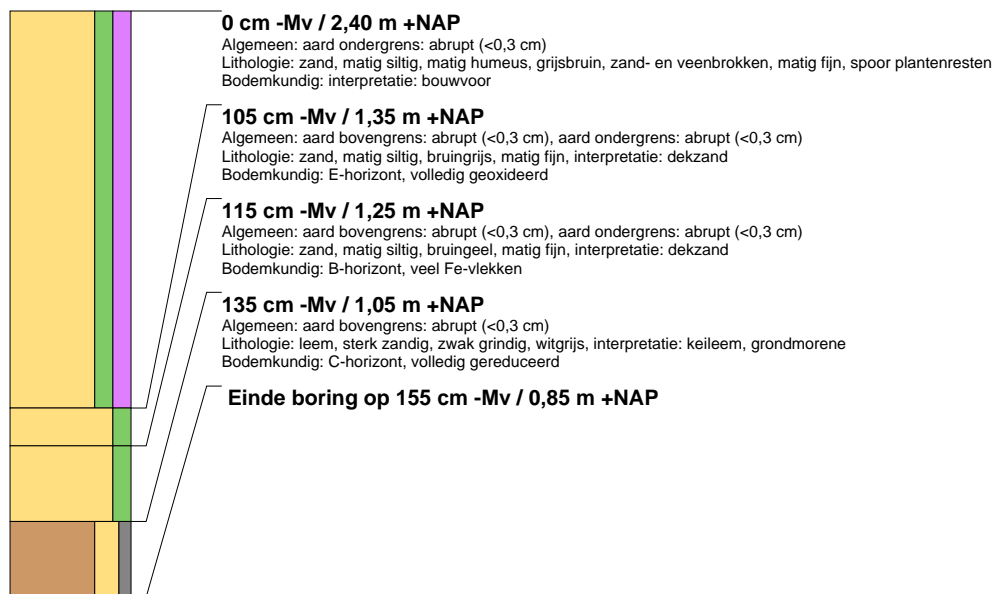 0 cm -Mv / 2,40 m +NAP
Algemeen: aard ondergrens: abrupt (<0,3 cm)
Lithologie: zand, matig siltig, matig humeus, grijsbruin, zand- en veenbrokken, matig fijn, spoor plantenresten
Bodemkundig: interpretatie: bouwvoor
105 cm -Mv / 1,35 m +NAP
Algemeen: aard bovengrens: abrupt (<0,3 cm), aard ondergrens: abrupt (<0,3 cm)
Lithologie: zand, matig siltig, bruingrijs, matig fijn, interpretatie: dekzand
Bodemkundig: E-horizont, volledig geoxideerd
115 cm -Mv / 1,25 m +NAP
Algemeen: aard bovengrens: abrupt (<0,3 cm), aard ondergrens: abrupt (<0,3 cm)
Lithologie: zand, matig siltig, bruingeel, matig fijn, interpretatie: dekzand
Bodemkundig: B-horizont, veel Fe-vlekken
135 cm -Mv / 1,05 m +NAP
Algemeen: aard bovengrens: abrupt (<0,3 cm)
Lithologie: leem, sterk zandig, zwak grindig, witgrijs, interpretatie: keileem, grondmorene
Bodemkundig: C-horizont, volledig gereduceerd
Einde boring op 155 cm -Mv / 0,85 m +NAP